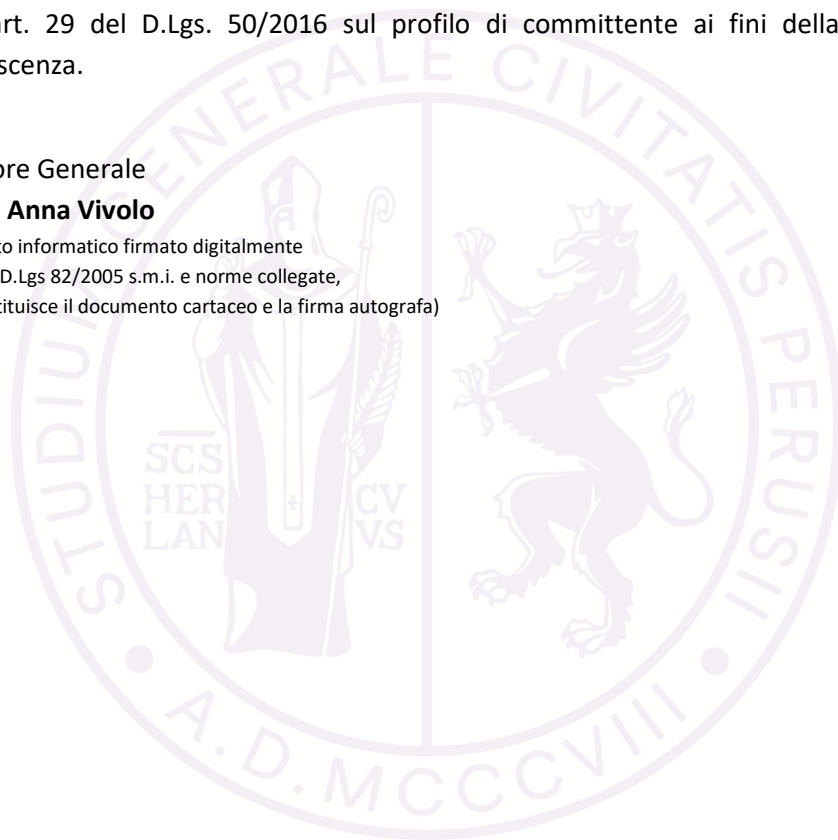 art. 29 del D.Lgs. 50/2016 sul profilo di committente ai fini della
scenza.
ore Generale
Anna Vivolo
to informatico firmato digitalmente
D.Lgs 82/2005 s.m.i. e norme collegate,
tituisce il documento cartaceo e la firma autografa)
STUDIUM GENERALE CIVITATIS PERUSII
SCS
HER
LAN
CV
VS
A.D. MCCCVIII